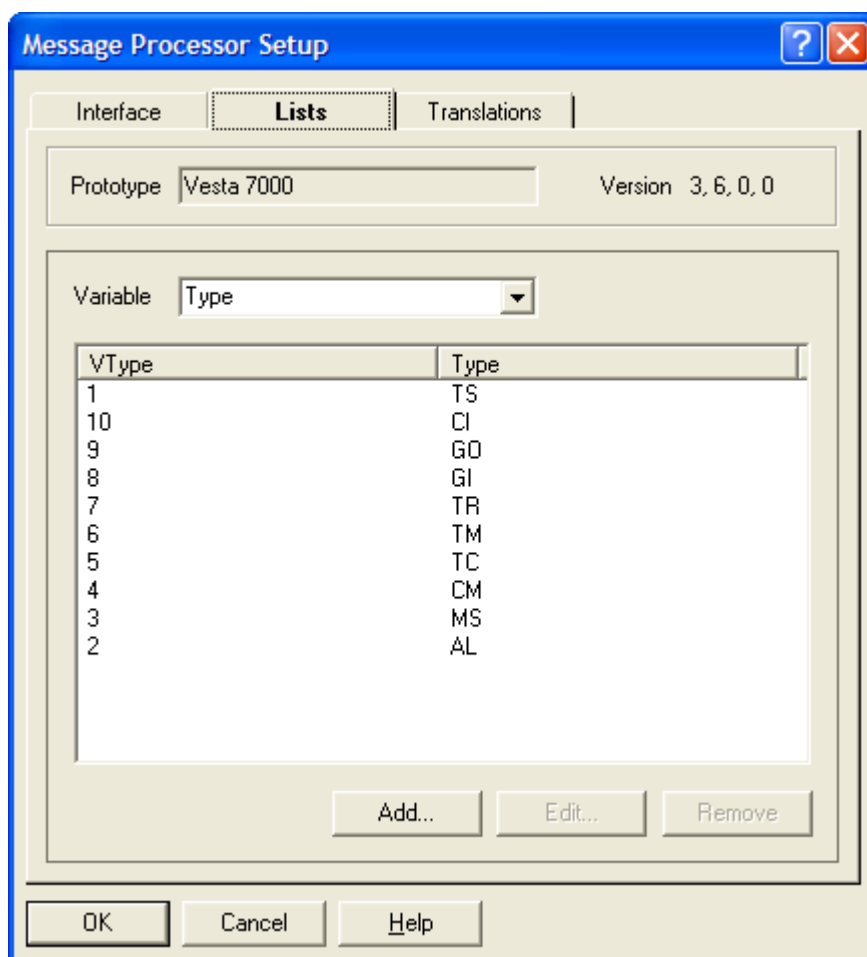 Message Processor Setup
Interface Lists Translations
Prototype Vesta 7000 Version 3, 6, 0, 0
Variable Type
VType Type
1 TS
10 CI
9 GO
8 GI
7 TR
6 TM
5 TC
4 CM
3 MS
2 AL
Add... Edit... Remove
OK Cancel Help